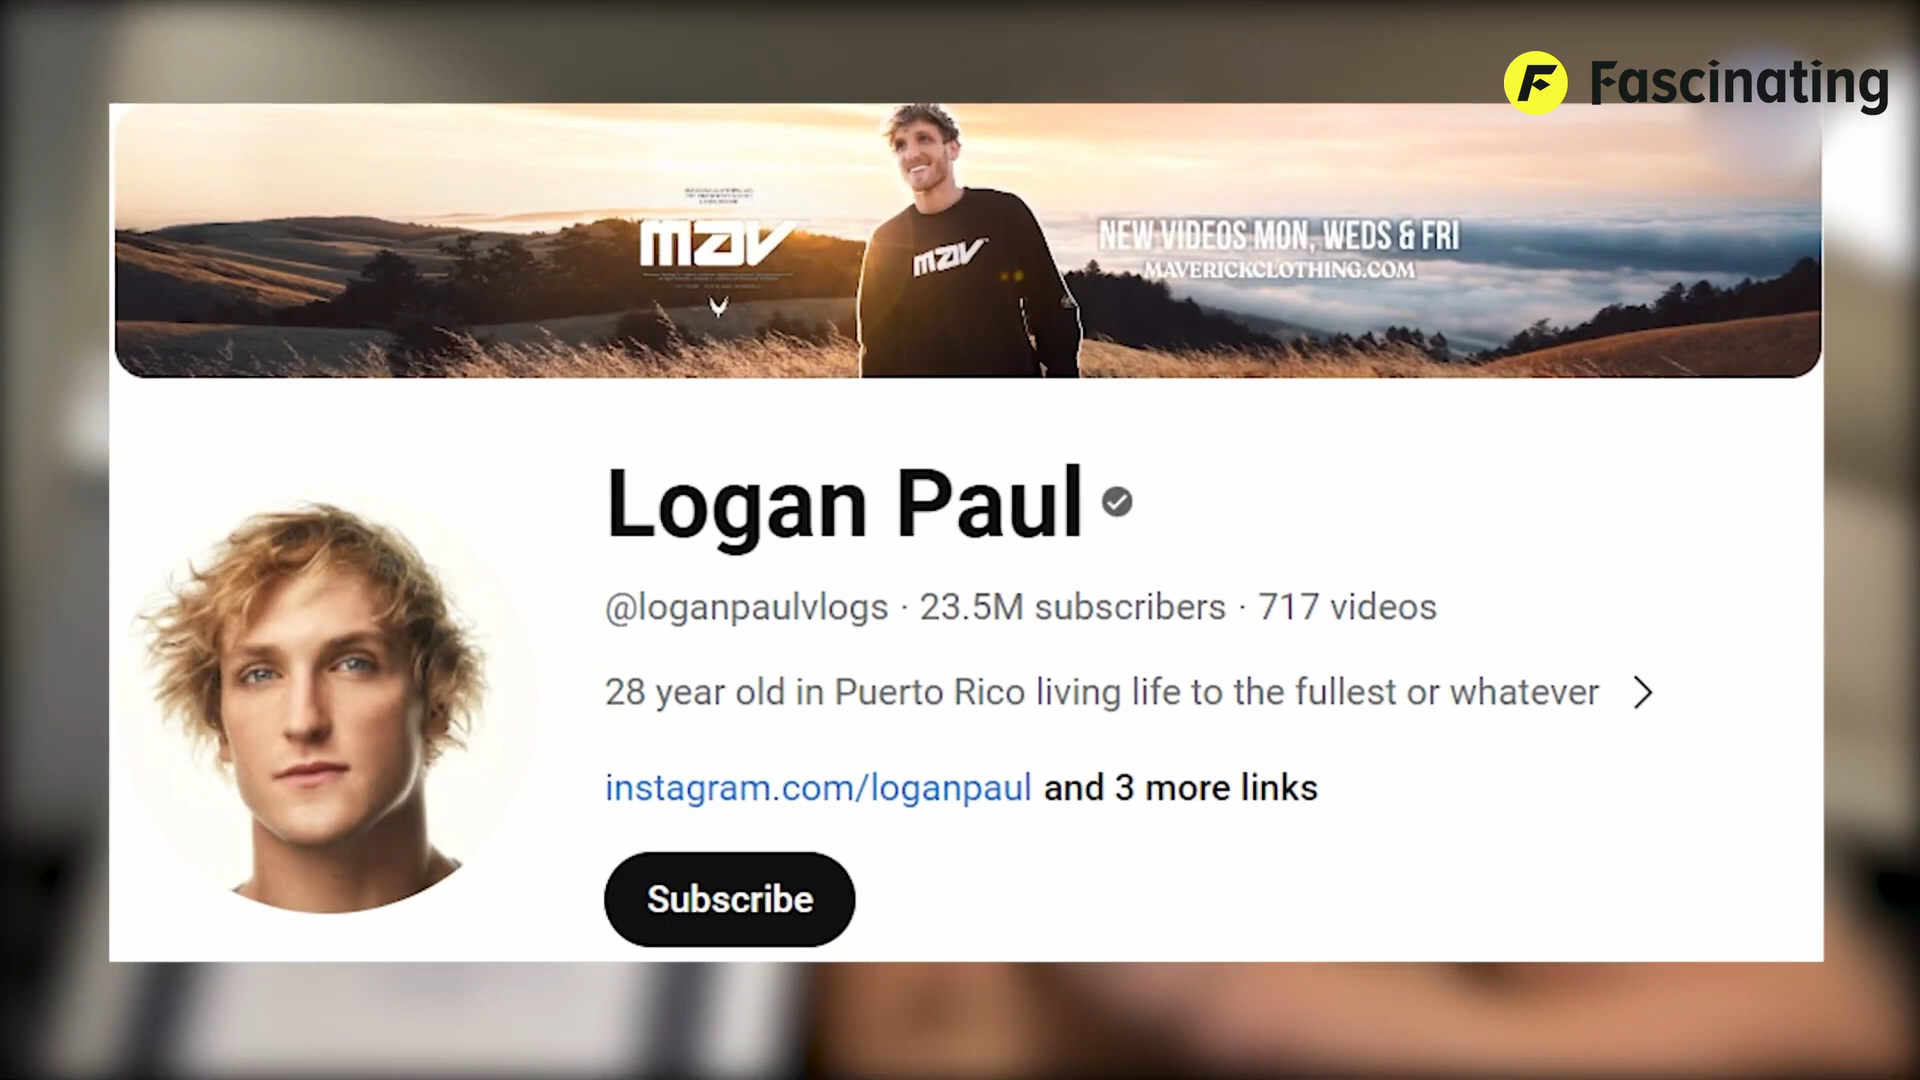 Fascinating
mav
mav
NEW VIDEOS MON, WEDS & FRI
MAVERICKCLOTHING.COM
Logan Paul
@loganpaulvlogs · 23.5M subscribers · 717 videos
28 year old in Puerto Rico living life to the fullest or whatever
instagram.com/loganpaul and 3 more links
Subscribe